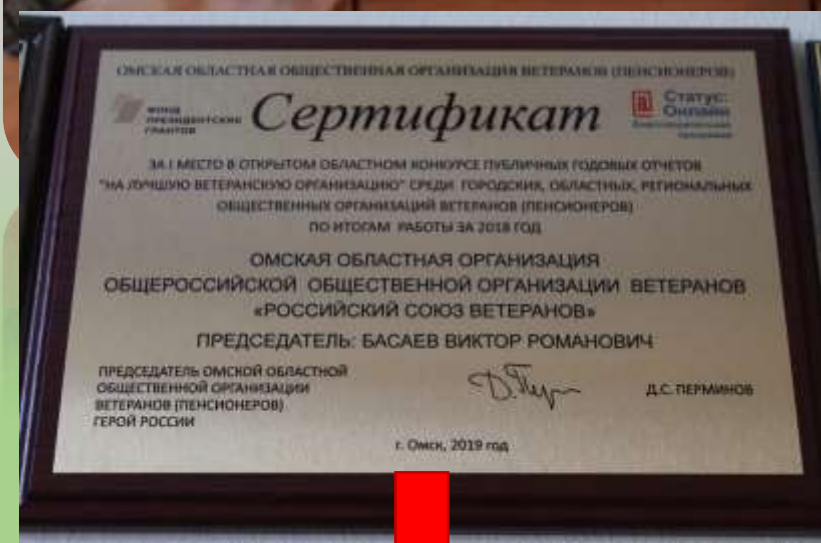 ОМСКАЯ ОБЛАСТНАЯ ОБЩЕСТВЕННАЯ ОРГАНИЗАЦИЯ ВЕТЕРАНОВ (ПЕНСИОНЕРОВ)
ФОНД
ПРЕЗИДЕНТСКИХ
ГРАНТОВ
Сертификат
Статус:
Онлайн
ЗА I МЕСТО В ОТКРЫТОМ ОБЛАСТНОМ КОНКУРСЕ ПУБЛИЧНЫХ ГОДОВЫХ ОТЧЕТОВ
"НА ЛУЧШУЮ ВЕТЕРАНСКУЮ ОРГАНИЗАЦИЮ" СРЕДИ ГОРОДСКИХ, ОБЛАСТНЫХ, РЕГИОНАЛЬНЫХ
ОБЩЕСТВЕННЫХ ОРГАНИЗАЦИЙ ВЕТЕРАНОВ (ПЕНСИОНЕРОВ)
ПО ИТОГАМ РАБОТЫ ЗА 2018 ГОД
ОМСКАЯ ОБЛАСТНАЯ ОРГАНИЗАЦИЯ
ОБЩЕРОССИЙСКОЙ ОБЩЕСТВЕННОЙ ОРГАНИЗАЦИИ ВЕТЕРАНОВ
«РОССИЙСКИЙ СОЮЗ ВЕТЕРАНОВ»
ПРЕДСЕДАТЕЛЬ: БАСАЕВ ВИКТОР РОМАНОВИЧ
ПРЕДСЕДАТЕЛЬ ОМСКОЙ ОБЛАСТНОЙ
ОБЩЕСТВЕННОЙ ОРГАНИЗАЦИИ
ВЕТЕРАНОВ (ПЕНСИОНЕРОВ)
ГЕРОЙ РОССИИ
Д.С. ПЕРМИНОВ
г. Омск, 2019 год